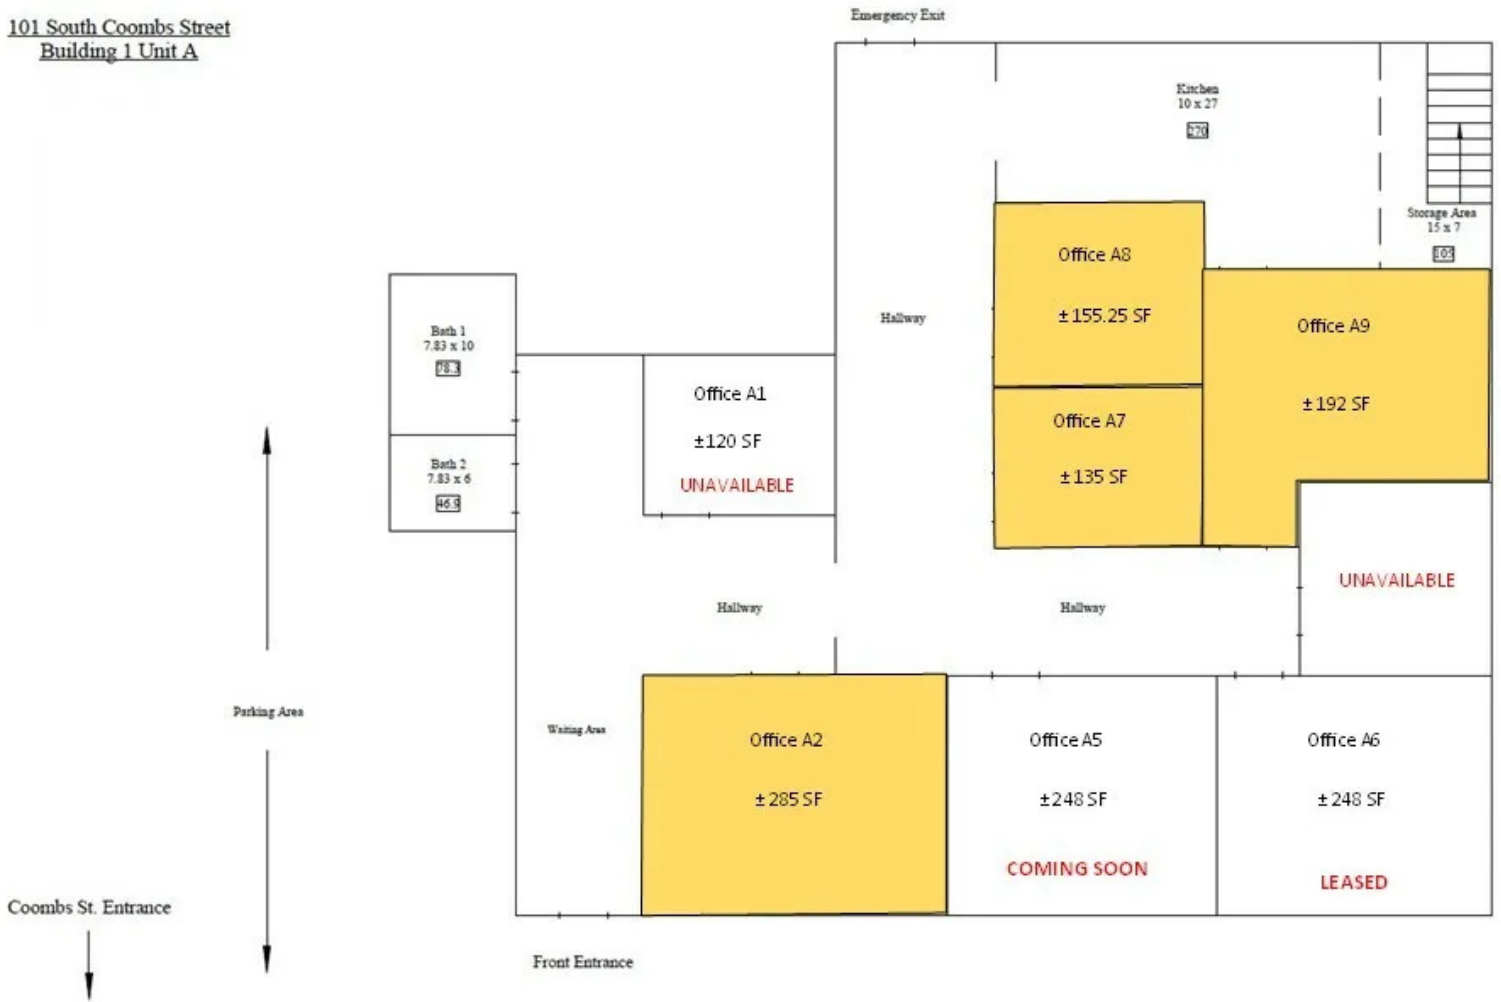 101 South Coombs Street
Building 1 Unit A
Emergency Exit
Kitchen
10 x 27
270
Storage Area
15 x 7
105
Office A8
±155.25 SF
Office A9
±192 SF
Hallway
Bath 1
7.83 x 10
78.3
Office A1
±120 SF
UNAVAILABLE
Office A7
±135 SF
Bath 2
7.83 x 6
46.9
UNAVAILABLE
Hallway
Hallway
Parking Area
Waiting Area
Office A2
±285 SF
Office A5
±248 SF
COMING SOON
Office A6
±248 SF
LEASED
Coombs St. Entrance
Front Entrance